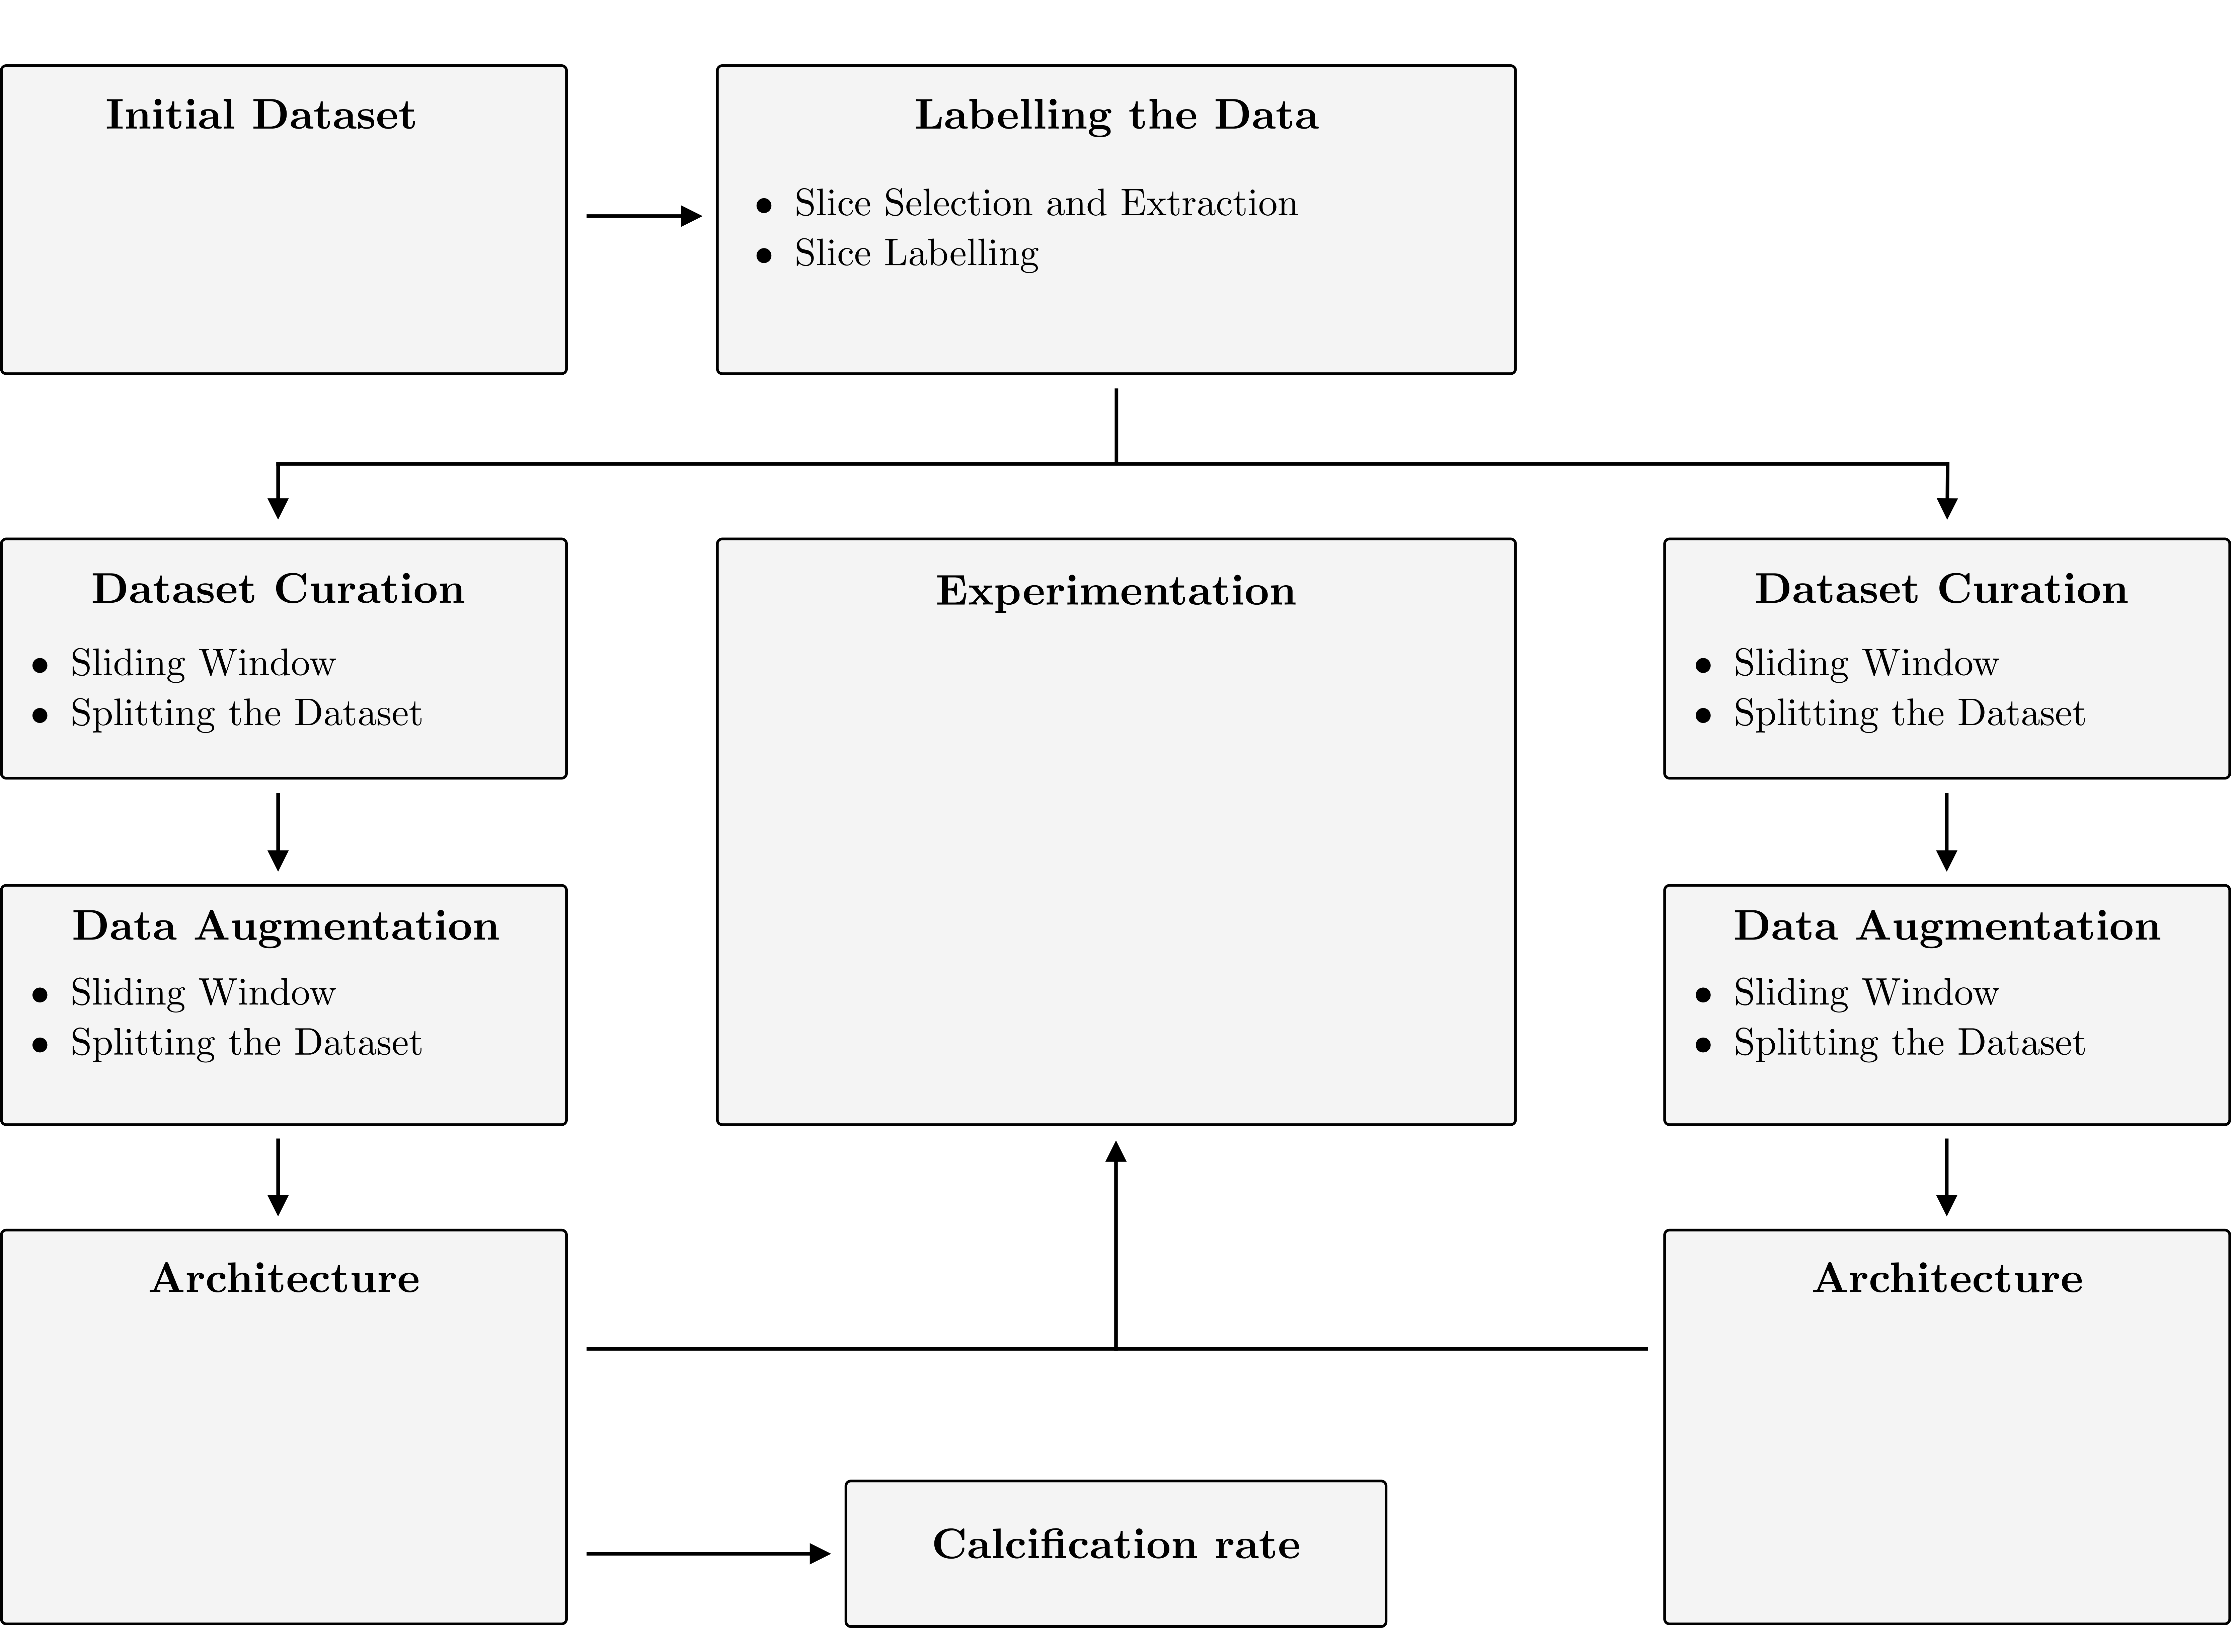 Initial Dataset
Labelling the Data
● Slice Selection and Extraction
● Slice Labelling
Dataset Curation
● Sliding Window
● Splitting the Dataset
Experimentation
Dataset Curation
● Sliding Window
● Splitting the Dataset
Data Augmentation
● Sliding Window
● Splitting the Dataset
Data Augmentation
● Sliding Window
● Splitting the Dataset
Architecture
Architecture
Calcification rate